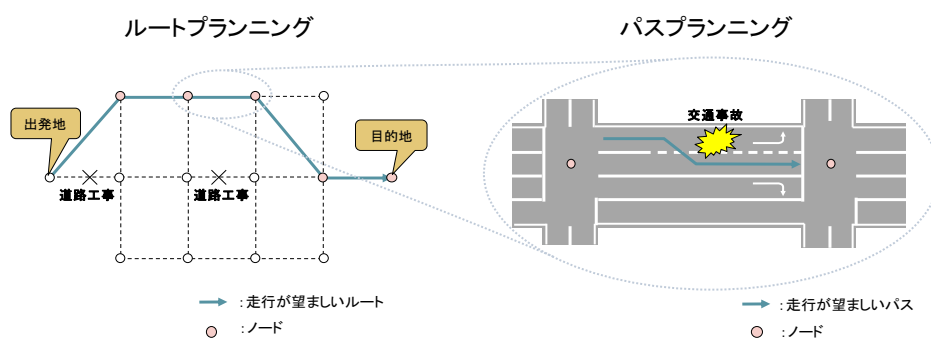 ルートプランニング
パスプランニング
出発地
目的地
道路工事
道路工事
交通事故
:走行が望ましいルート
:ノード
:走行が望ましいパス
:ノード